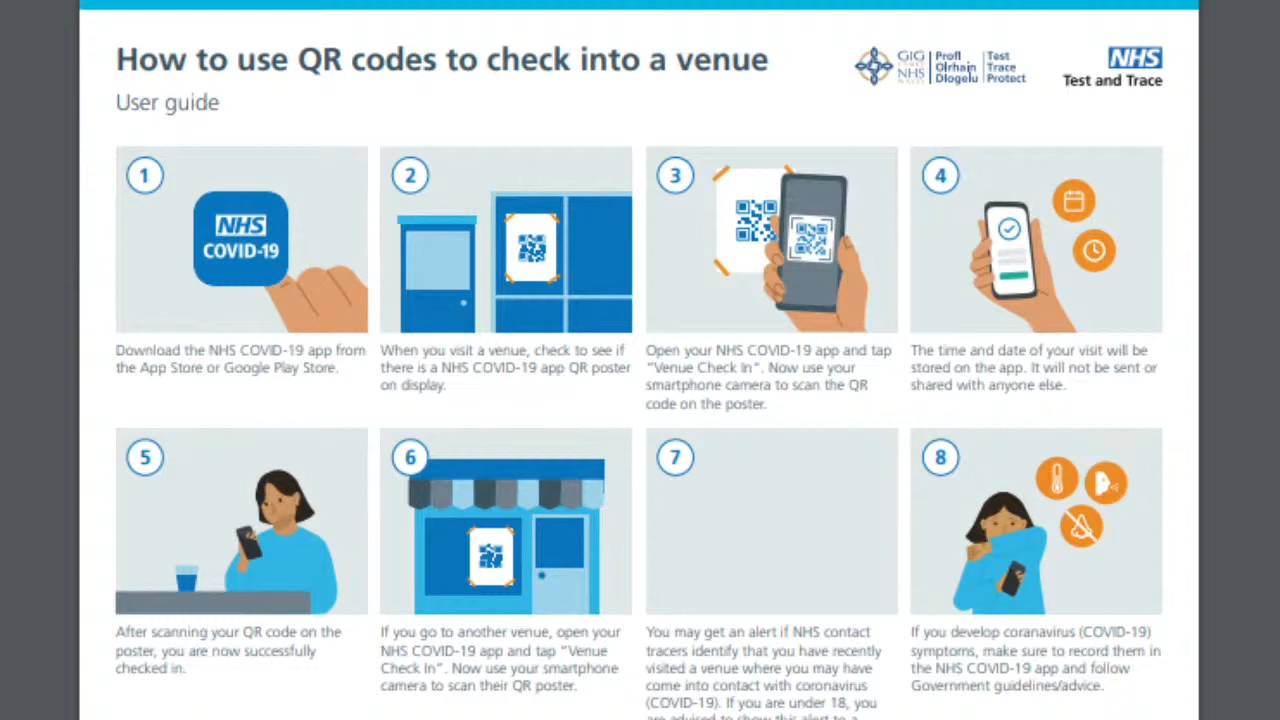 How to use QR codes to check into a venue
User guide
GIG
CYMRU
NHS
WALES
Profi
Olrhain
Diogelu
Test
Trace
Protect
NHS
Test and Trace
1
NHS
COVID-19
Download the NHS COVID-19 app from
the App Store or Google Play Store.
2
When you visit a venue, check to see if
there is a NHS COVID-19 app QR poster
on display.
3
Open your NHS COVID-19 app and tap
“Venue Check In”. Now use your
smartphone camera to scan the QR
code on the poster.
4
The time and date of your visit will be
stored on the app. It will not be sent or
shared with anyone else.
5
After scanning your QR code on the
poster, you are now successfully
checked in.
6
If you go to another venue, open your
NHS COVID-19 app and tap “Venue
Check In”. Now use your smartphone
camera to scan their QR poster.
7
You may get an alert if NHS contact
tracers identify that you have recently
visited a venue where you may have
come into contact with coronavirus
(COVID-19). If you are under 18, you
are advised to show this alert to a
8
If you develop coranavirus (COVID-19)
symptoms, make sure to record them in
the NHS COVID-19 app and follow
Government guidelines/advice.